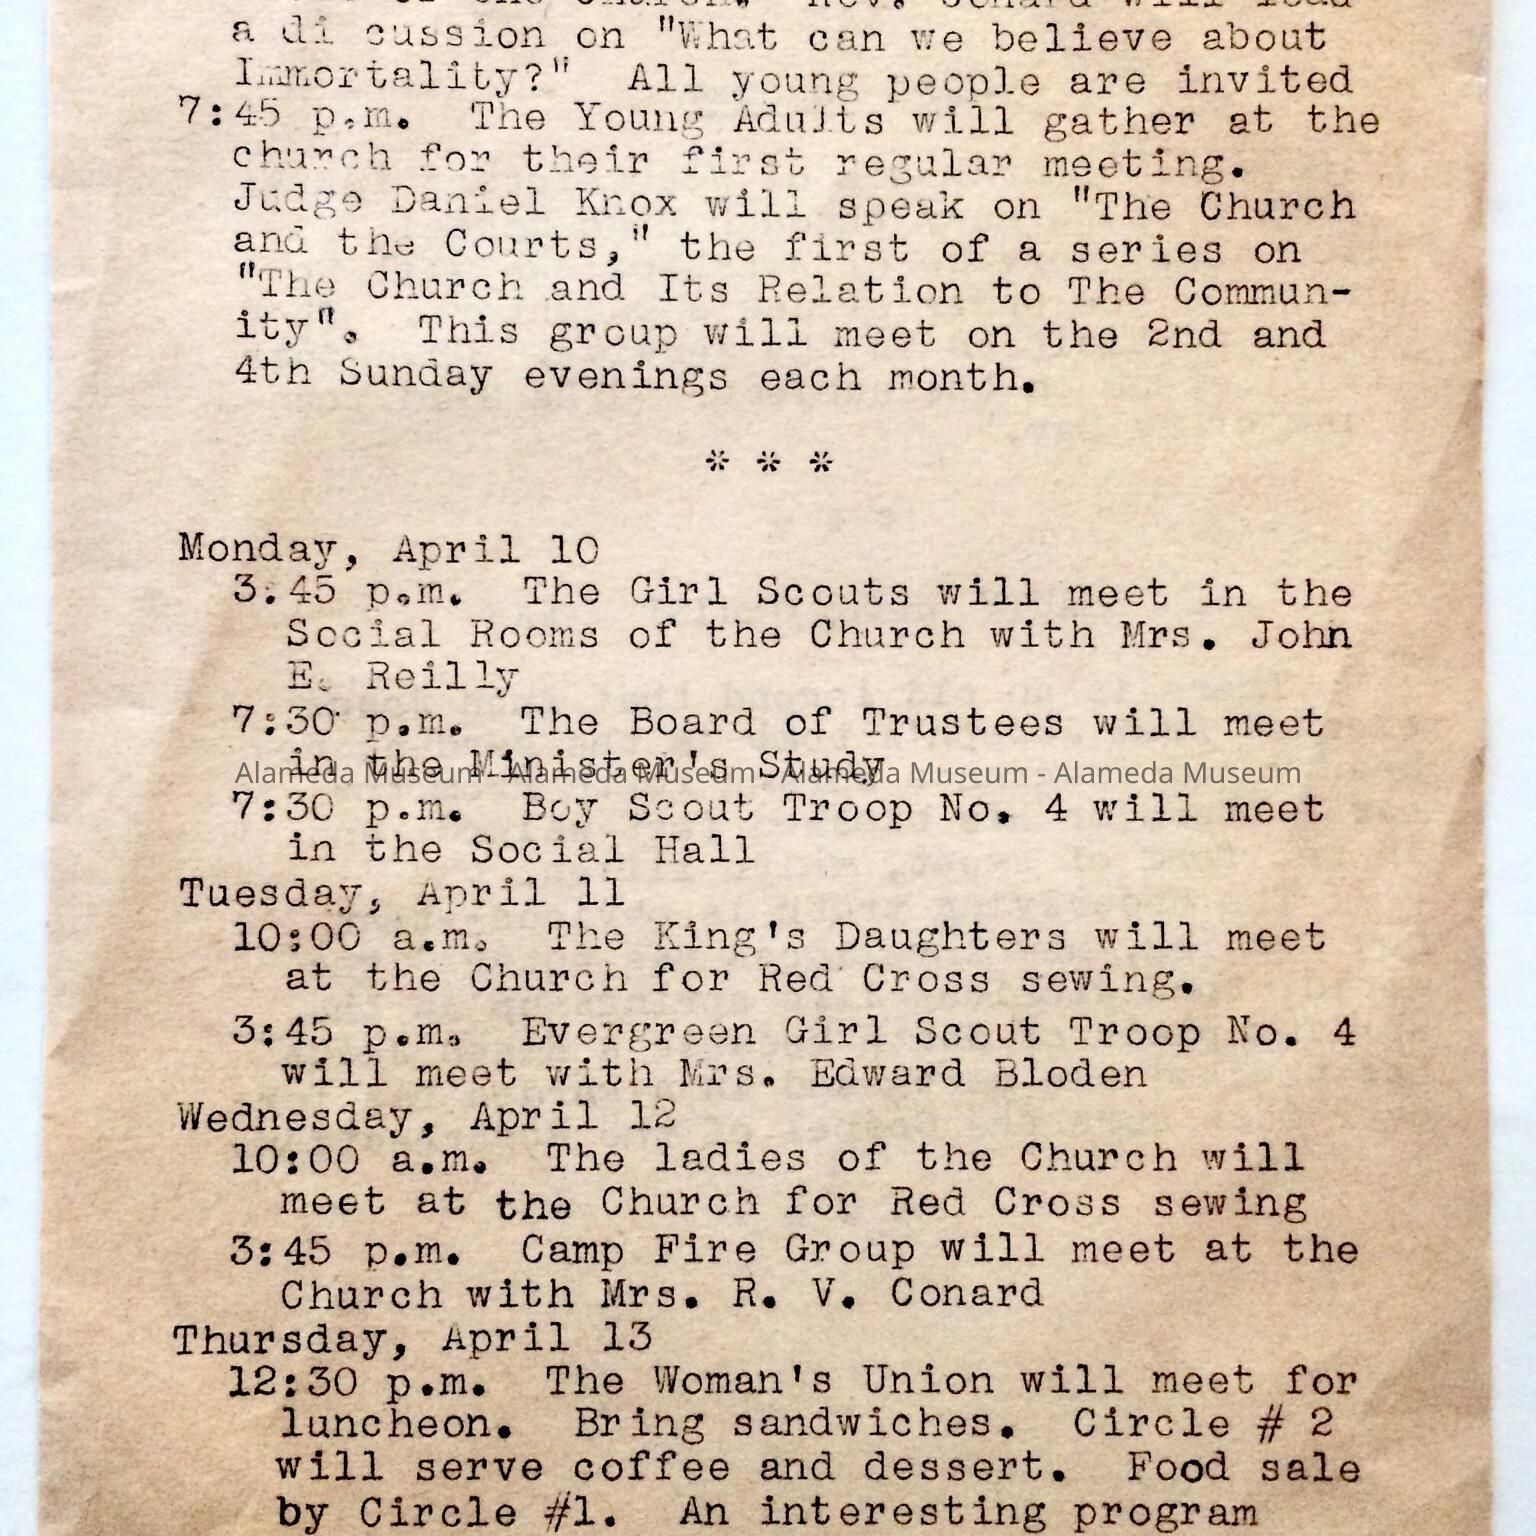 of the Church. Rev. Conard will lead
a di cussion on "What can we believe about
Immortality?" All young people are invited
7:45 p.m. The Young Adults will gather at the
church for their first regular meeting.
Judge Daniel Knox will speak on "The Church
and the Courts," the first of a series on
"The Church and Its Relation to The Commun-
ity". This group will meet on the 2nd and
4th Sunday evenings each month.
* * *
Monday, April 10
3:45 p.m. The Girl Scouts will meet in the
Social Rooms of the Church with Mrs. John
E. Reilly
7:30 p.m. The Board of Trustees will meet
in the Minister's Study
Alameda Museum - Alameda Museum - Alameda Museum - Alameda Museum
7:30 p.m. Boy Scout Troop No. 4 will meet
in the Social Hall
Tuesday, April 11
10:00 a.m. The King's Daughters will meet
at the Church for Red Cross sewing.
3:45 p.m. Evergreen Girl Scout Troop No. 4
will meet with Mrs. Edward Bloden
Wednesday, April 12
10:00 a.m. The ladies of the Church will
meet at the Church for Red Cross sewing
3:45 p.m. Camp Fire Group will meet at the
Church with Mrs. R. V. Conard
Thursday, April 13
12:30 p.m. The Woman's Union will meet for
luncheon. Bring sandwiches. Circle # 2
will serve coffee and dessert. Food sale
by Circle #1. An interesting program